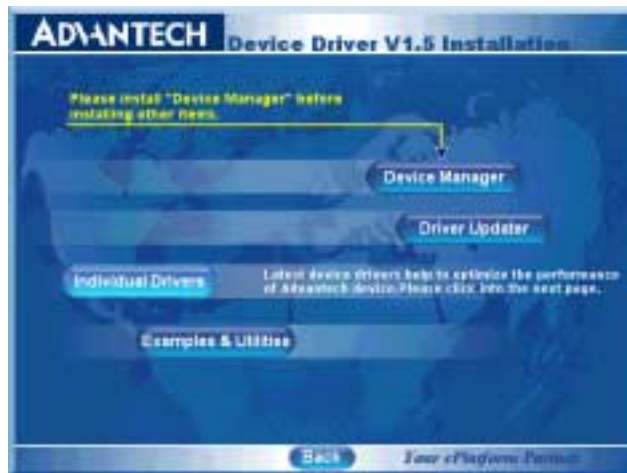 ADVANTECH
Device Driver V1.5 Installation
Please install "Device Manager" before
installing other items.
Device Manager
Driver Updater
Individual Drivers
Latest device drivers help to optimize the performance
of Advantech device.Please click into the next page.
Examples & Utilities
Back
Your ePlatform Partner